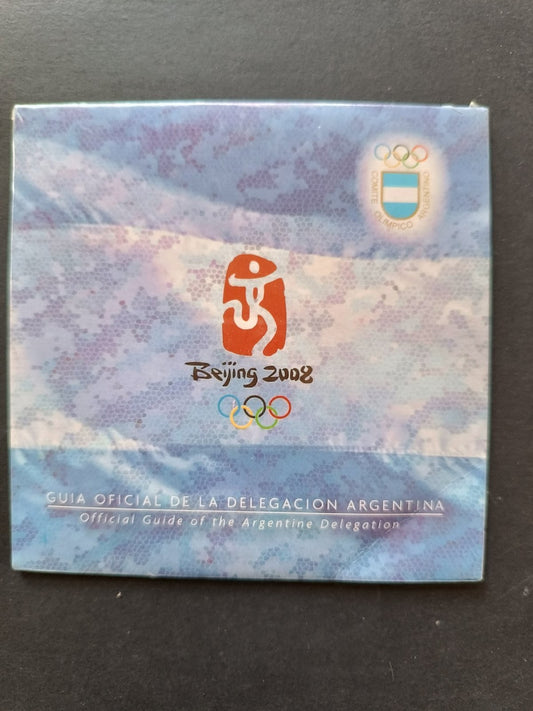 COMITE OLIMPICO ARGENTINO
Beijing 2008
GUIA OFICIAL DE LA DELEGACION ARGENTINA
Official Guide of the Argentine Delegation